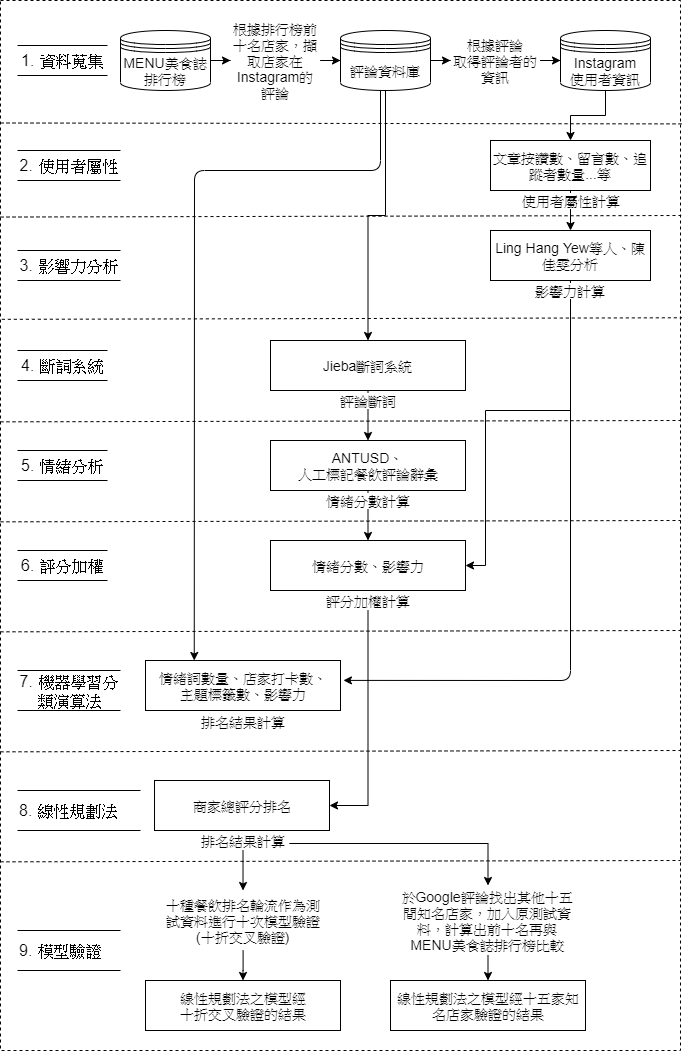 1. 資料蒐集
MENU美食誌
排行榜
根據排行榜前
十名店家，擷
取店家在
Instagram的
評論
評論資料庫
根據評論
取得評論者的
資訊
Instagram
使用者資訊
2. 使用者屬性
文章按讚數、留言數、追
蹤者數量...等
使用者屬性計算
3. 影響力分析
Ling Hang Yew等人、陳
佳雯分析
影響力計算
4. 斷詞系統
Jieba斷詞系統
評論斷詞
5. 情緒分析
ANTUSD、
人工標記餐飲評論辭彙
情緒分數計算
6. 評分加權
情緒分數、影響力
評分加權計算
7. 機器學習分
類演算法
情緒詞數量、店家打卡數、
主題標籤數、影響力
排名結果計算
8. 線性規劃法
商家總評分排名
排名結果計算
9. 模型驗證
十種餐飲排名輪流作為測
試資料進行十次模型驗證
(十折交叉驗證)
於Google評論找出其他十五
間知名店家，加入原測試資
料，計算出前十名再與
MENU美食誌排行榜比較
線性規劃法之模型經
十折交叉驗證的結果
線性規劃法之模型經十五家知
名店家驗證的結果